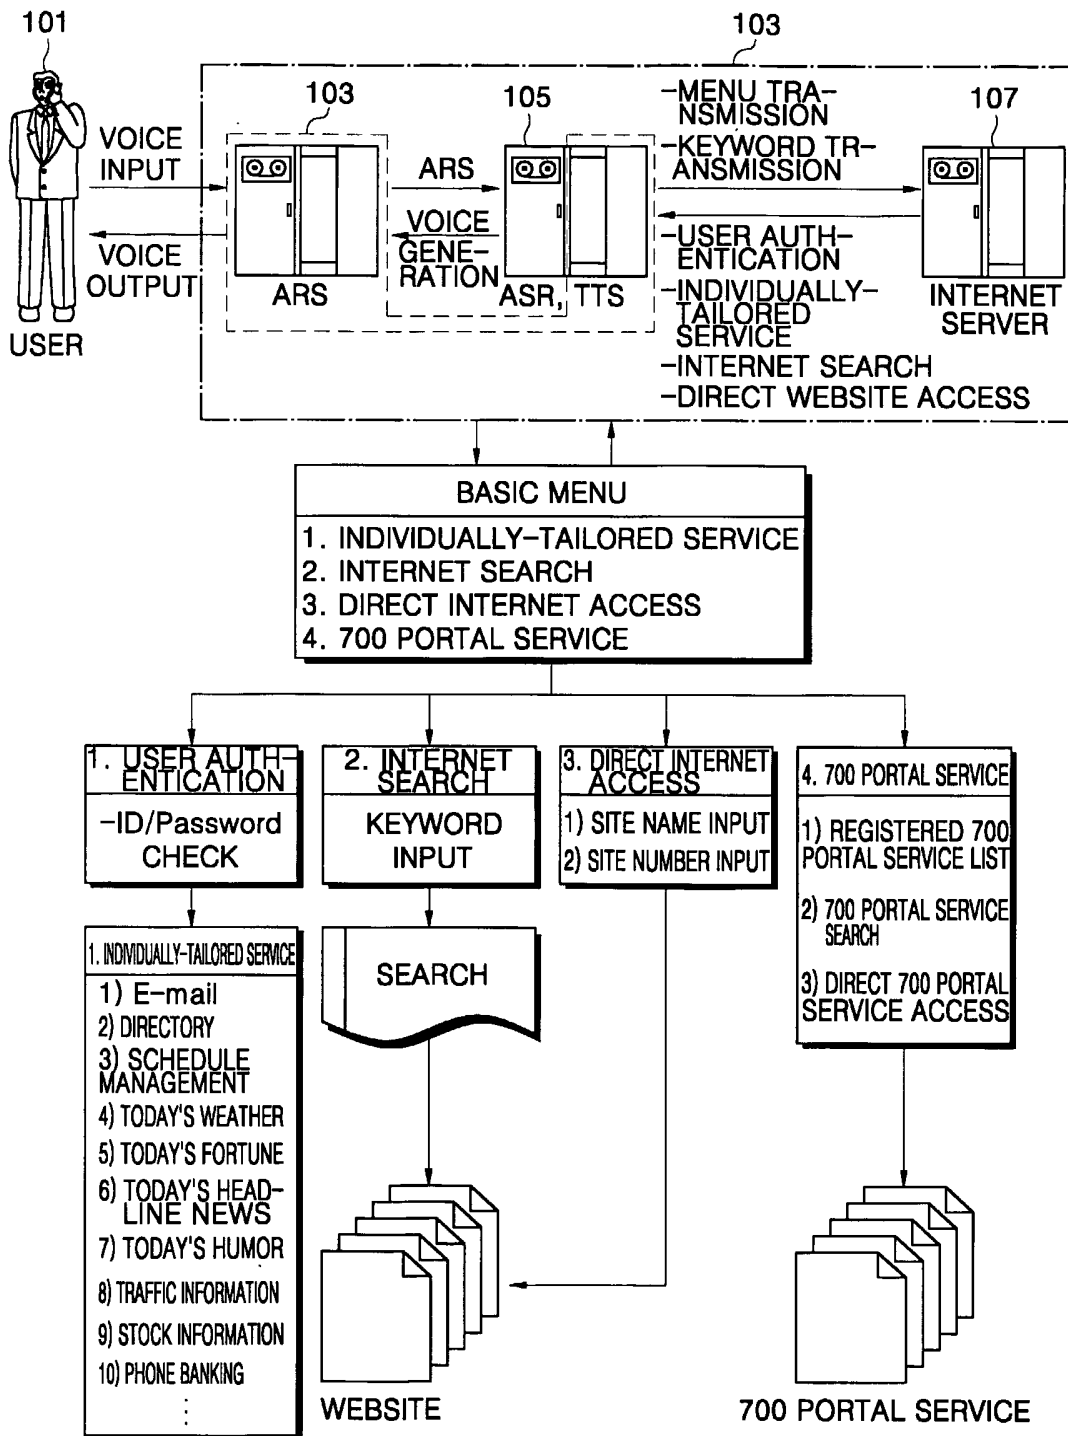 101
103
103
105
107
VOICE
INPUT
VOICE
OUTPUT
USER
ARS
ARS
VOICE
GENE-
RATION
ASR, TTS
-MENU TRA-
NSMISSION
-KEYWORD TR-
ANSMISSION
-USER AUTH-
ENTICATION
-INDIVIDUALLY-
TAILORED
SERVICE
-INTERNET SEARCH
-DIRECT WEBSITE ACCESS
INTERNET
SERVER
BASIC MENU
1. INDIVIDUALLY-TAILORED SERVICE
2. INTERNET SEARCH
3. DIRECT INTERNET ACCESS
4. 700 PORTAL SERVICE
1. USER AUTH-
ENTICATION
-ID/Password
CHECK
2. INTERNET
SEARCH
KEYWORD
INPUT
3. DIRECT INTERNET
ACCESS
1) SITE NAME INPUT
2) SITE NUMBER INPUT
4. 700 PORTAL SERVICE
1) REGISTERED 700
PORTAL SERVICE LIST
2) 700 PORTAL SERVICE
SEARCH
3) DIRECT 700 PORTAL
SERVICE ACCESS
1. INDIVIDUALLY-TAILORED SERVICE
1) E-mail
2) DIRECTORY
3) SCHEDULE
MANAGEMENT
4) TODAY'S WEATHER
5) TODAY'S FORTUNE
6) TODAY'S HEAD-
LINE NEWS
7) TODAY'S HUMOR
8) TRAFFIC INFORMATION
9) STOCK INFORMATION
10) PHONE BANKING
⋮
SEARCH
WEBSITE
700 PORTAL SERVICE